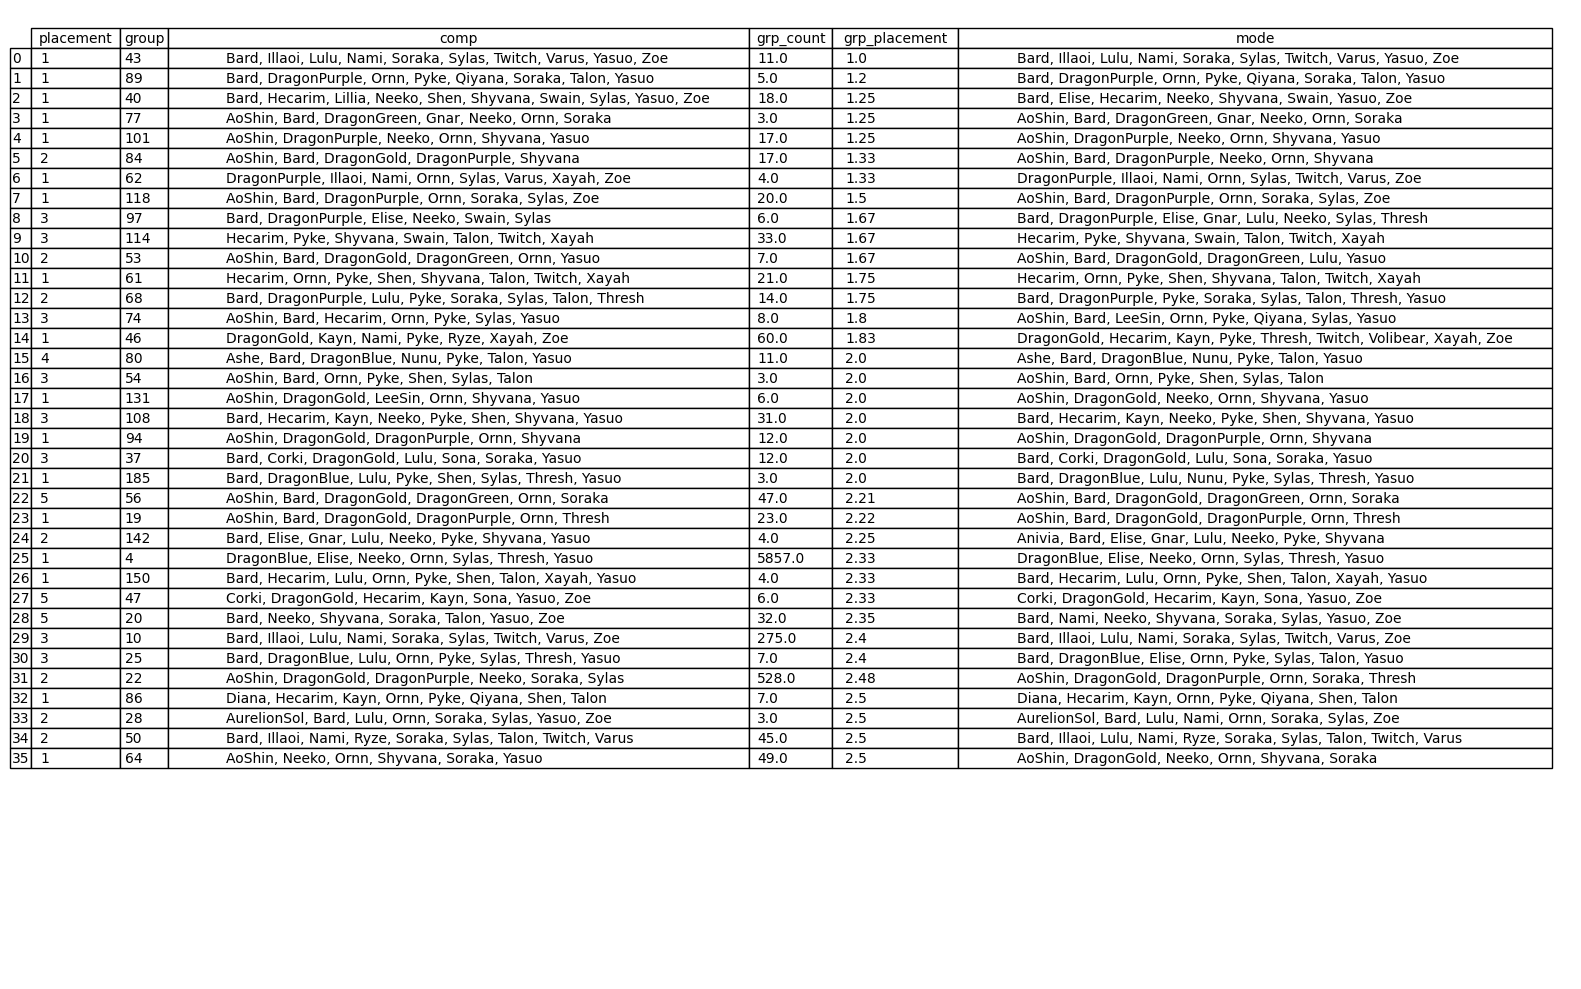 placement group comp grp_count grp_placement mode
0 1 43 Bard, Illaoi, Lulu, Nami, Soraka, Sylas, Twitch, Varus, Yasuo, Zoe 11.0 1.0 Bard, Illaoi, Lulu, Nami, Soraka, Sylas, Twitch, Varus, Yasuo, Zoe
1 1 89 Bard, DragonPurple, Ornn, Pyke, Qiyana, Soraka, Talon, Yasuo 5.0 1.2 Bard, DragonPurple, Ornn, Pyke, Qiyana, Soraka, Talon, Yasuo
2 1 40 Bard, Hecarim, Lillia, Neeko, Shen, Shyvana, Swain, Sylas, Yasuo, Zoe 18.0 1.25 Bard, Elise, Hecarim, Neeko, Shyvana, Swain, Yasuo, Zoe
3 1 77 AoShin, Bard, DragonGreen, Gnar, Neeko, Ornn, Soraka 3.0 1.25 AoShin, Bard, DragonGreen, Gnar, Neeko, Ornn, Soraka
4 1 101 AoShin, DragonPurple, Neeko, Ornn, Shyvana, Yasuo 17.0 1.25 AoShin, DragonPurple, Neeko, Ornn, Shyvana, Yasuo
5 2 84 AoShin, Bard, DragonGold, DragonPurple, Shyvana 17.0 1.33 AoShin, Bard, DragonPurple, Neeko, Ornn, Shyvana
6 1 62 DragonPurple, Illaoi, Nami, Ornn, Sylas, Varus, Xayah, Zoe 4.0 1.33 DragonPurple, Illaoi, Nami, Ornn, Sylas, Twitch, Varus, Zoe
7 1 118 AoShin, Bard, DragonPurple, Ornn, Soraka, Sylas, Zoe 20.0 1.5 AoShin, Bard, DragonPurple, Ornn, Soraka, Sylas, Zoe
8 3 97 Bard, DragonPurple, Elise, Neeko, Swain, Sylas 6.0 1.67 Bard, DragonPurple, Elise, Gnar, Lulu, Neeko, Sylas, Thresh
9 3 114 Hecarim, Pyke, Shyvana, Swain, Talon, Twitch, Xayah 33.0 1.67 Hecarim, Pyke, Shyvana, Swain, Talon, Twitch, Xayah
10 2 53 AoShin, Bard, DragonGold, DragonGreen, Ornn, Yasuo 7.0 1.67 AoShin, Bard, DragonGold, DragonGreen, Lulu, Yasuo
11 1 61 Hecarim, Ornn, Pyke, Shen, Shyvana, Talon, Twitch, Xayah 21.0 1.75 Hecarim, Ornn, Pyke, Shen, Shyvana, Talon, Twitch, Xayah
12 2 68 Bard, DragonPurple, Lulu, Pyke, Soraka, Sylas, Talon, Thresh 14.0 1.75 Bard, DragonPurple, Pyke, Soraka, Sylas, Talon, Thresh, Yasuo
13 3 74 AoShin, Bard, Hecarim, Ornn, Pyke, Sylas, Yasuo 8.0 1.8 AoShin, Bard, LeeSin, Ornn, Pyke, Qiyana, Sylas, Yasuo
14 1 46 DragonGold, Kayn, Nami, Pyke, Ryze, Xayah, Zoe 60.0 1.83 DragonGold, Hecarim, Kayn, Pyke, Thresh, Twitch, Volibear, Xayah, Zoe
15 4 80 Ashe, Bard, DragonBlue, Nunu, Pyke, Talon, Yasuo 11.0 2.0 Ashe, Bard, DragonBlue, Nunu, Pyke, Talon, Yasuo
16 3 54 AoShin, Bard, Ornn, Pyke, Shen, Sylas, Talon 3.0 2.0 AoShin, Bard, Ornn, Pyke, Shen, Sylas, Talon
17 1 131 AoShin, DragonGold, LeeSin, Ornn, Shyvana, Yasuo 6.0 2.0 AoShin, DragonGold, Neeko, Ornn, Shyvana, Yasuo
18 3 108 Bard, Hecarim, Kayn, Neeko, Pyke, Shen, Shyvana, Yasuo 31.0 2.0 Bard, Hecarim, Kayn, Neeko, Pyke, Shen, Shyvana, Yasuo
19 1 94 AoShin, DragonGold, DragonPurple, Ornn, Shyvana 12.0 2.0 AoShin, DragonGold, DragonPurple, Ornn, Shyvana
20 3 37 Bard, Corki, DragonGold, Lulu, Sona, Soraka, Yasuo 12.0 2.0 Bard, Corki, DragonGold, Lulu, Sona, Soraka, Yasuo
21 1 185 Bard, DragonBlue, Lulu, Pyke, Shen, Sylas, Thresh, Yasuo 3.0 2.0 Bard, DragonBlue, Lulu, Nunu, Pyke, Sylas, Thresh, Yasuo
22 5 56 AoShin, Bard, DragonGold, DragonGreen, Ornn, Soraka 47.0 2.21 AoShin, Bard, DragonGold, DragonGreen, Ornn, Soraka
23 1 19 AoShin, Bard, DragonGold, DragonPurple, Ornn, Thresh 23.0 2.22 AoShin, Bard, DragonGold, DragonPurple, Ornn, Thresh
24 2 142 Bard, Elise, Gnar, Lulu, Neeko, Pyke, Shyvana, Yasuo 4.0 2.25 Anivia, Bard, Elise, Gnar, Lulu, Neeko, Pyke, Shyvana
25 1 4 DragonBlue, Elise, Neeko, Ornn, Sylas, Thresh, Yasuo 5857.0 2.33 DragonBlue, Elise, Neeko, Ornn, Sylas, Thresh, Yasuo
26 1 150 Bard, Hecarim, Lulu, Ornn, Pyke, Shen, Talon, Xayah, Yasuo 4.0 2.33 Bard, Hecarim, Lulu, Ornn, Pyke, Shen, Talon, Xayah, Yasuo
27 5 47 Corki, DragonGold, Hecarim, Kayn, Sona, Yasuo, Zoe 6.0 2.33 Corki, DragonGold, Hecarim, Kayn, Sona, Yasuo, Zoe
28 5 20 Bard, Neeko, Shyvana, Soraka, Talon, Yasuo, Zoe 32.0 2.35 Bard, Nami, Neeko, Shyvana, Soraka, Sylas, Yasuo, Zoe
29 3 10 Bard, Illaoi, Lulu, Nami, Soraka, Sylas, Twitch, Varus, Zoe 275.0 2.4 Bard, Illaoi, Lulu, Nami, Soraka, Sylas, Twitch, Varus, Zoe
30 3 25 Bard, DragonBlue, Lulu, Ornn, Pyke, Sylas, Thresh, Yasuo 7.0 2.4 Bard, DragonBlue, Elise, Ornn, Pyke, Sylas, Talon, Yasuo
31 2 22 AoShin, DragonGold, DragonPurple, Neeko, Soraka, Sylas 528.0 2.48 AoShin, DragonGold, DragonPurple, Ornn, Soraka, Thresh
32 1 86 Diana, Hecarim, Kayn, Ornn, Pyke, Qiyana, Shen, Talon 7.0 2.5 Diana, Hecarim, Kayn, Ornn, Pyke, Qiyana, Shen, Talon
33 2 28 AurelionSol, Bard, Lulu, Ornn, Soraka, Sylas, Yasuo, Zoe 3.0 2.5 AurelionSol, Bard, Lulu, Nami, Ornn, Soraka, Sylas, Zoe
34 2 50 Bard, Illaoi, Nami, Ryze, Soraka, Sylas, Talon, Twitch, Varus 45.0 2.5 Bard, Illaoi, Lulu, Nami, Ryze, Soraka, Sylas, Talon, Twitch, Varus
35 1 64 AoShin, Neeko, Ornn, Shyvana, Soraka, Yasuo 49.0 2.5 AoShin, DragonGold, Neeko, Ornn, Shyvana, Soraka